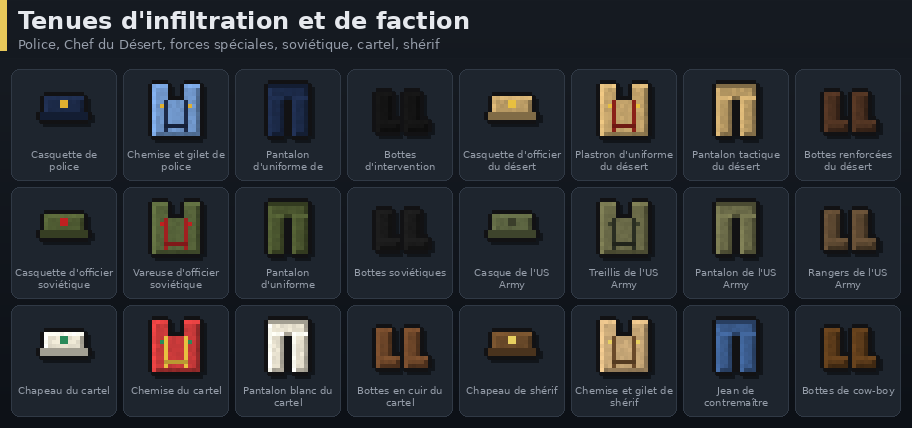 Tenues d'infiltration et de faction
Police, Chef du Désert, forces spéciales, soviétique, cartel, shérif
Casquette de
police
Chemise et gilet de
police
Pantalon
d'uniforme de
Bottes
d'intervention
Casquette d'officier
du désert
Plastron d'uniforme
du désert
Pantalon tactique
du désert
Bottes renforcées
du désert
Casquette d'officier
soviétique
Vareuse d'officier
soviétique
Pantalon
d'uniforme
Bottes soviétiques
Casque de l'US
Army
Treillis de l'US
Army
Pantalon de l'US
Army
Rangers de l'US
Army
Chapeau du cartel
Chemise du cartel
Pantalon blanc du
cartel
Bottes en cuir du
cartel
Chapeau de shérif
Chemise et gilet de
shérif
Jean de
contremaître
Bottes de cow-boy